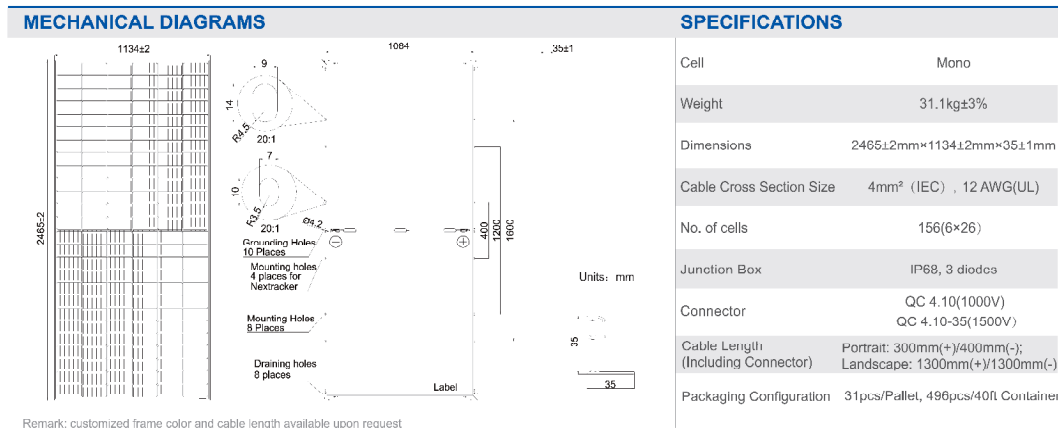 MECHANICAL DIAGRAMS
1134±2
1084
35±1
2465±2
9
14
R4.5
20:1
7
10
R3.5
20:1
Ø4.2
Grounding Holes
10 Places
Mounting holes
4 places for
Nextracker
Mounting Holes
8 Places
Draining holes
8 places
400
1200
1600
Label
Units: mm
35
35
Remark: customized frame color and cable length available upon request
SPECIFICATIONS
Cell Mono
Weight 31.1kg±3%
Dimensions 2465±2mm×1134±2mm×35±1mm
Cable Cross Section Size 4mm² (IEC) , 12 AWG(UL)
No. of cells 156(6×26)
Junction Box IP68, 3 diodes
Connector QC 4.10(1000V)
QC 4.10-35(1500V)
Cable Length Portrait: 300mm(+)/400mm(-);
(Including Connector) Landscape: 1300mm(+)/1300mm(-)
Packaging Configuration 31pcs/Pallet, 496pcs/40ft Container